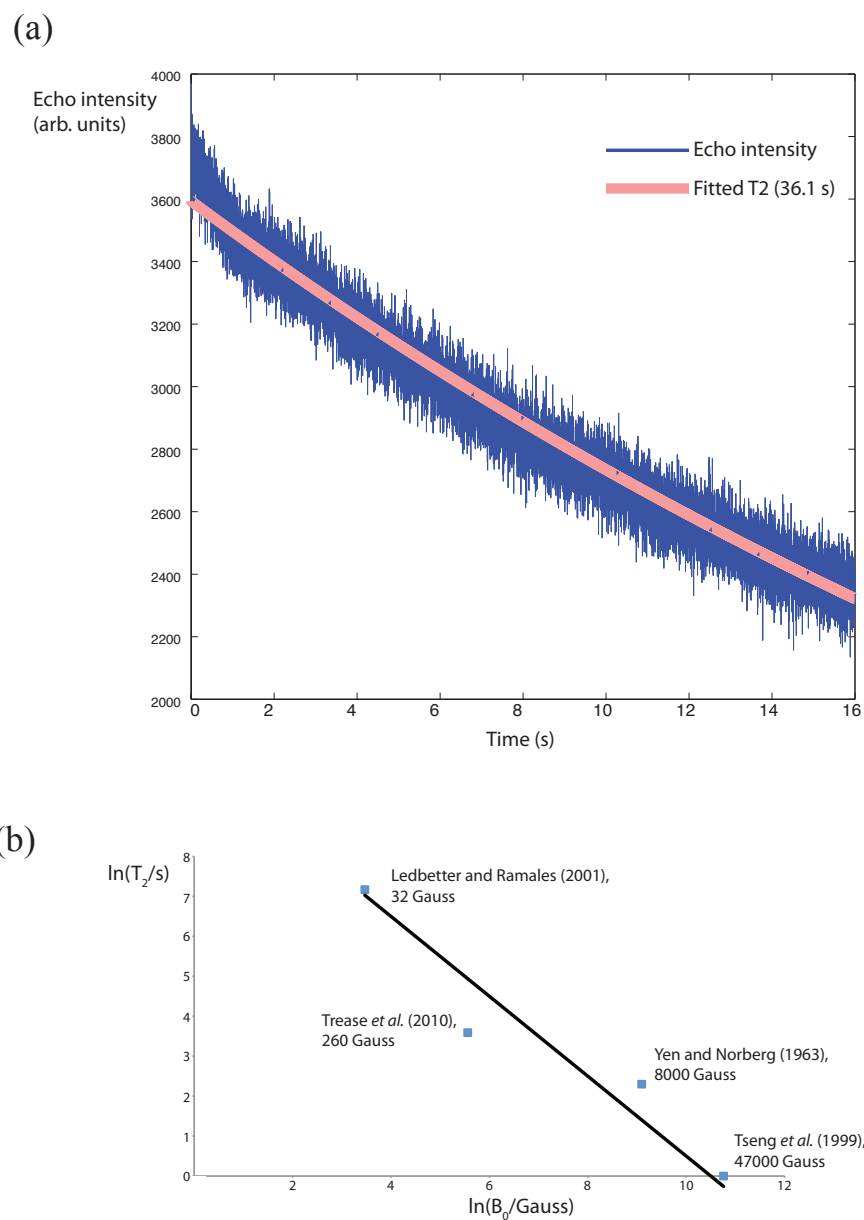 (a)
4000
Echo intensity
(arb. units)
3800
3600
3400
3200
3000
2800
2600
2400
2200
2000
Echo intensity
Fitted T2 (36.1 s)
0 2 4 6 8 10 12 14 16
Time (s)
(b)
ln(T₂/s)
8
7
6
5
4
3
2
1
0
Ledbetter and Ramales (2001),
32 Gauss
Trease et al. (2010),
260 Gauss
Yen and Norberg (1963),
8000 Gauss
Tseng et al. (1999),
47000 Gauss
2 4 6 8 10 12
ln(B₀/Gauss)